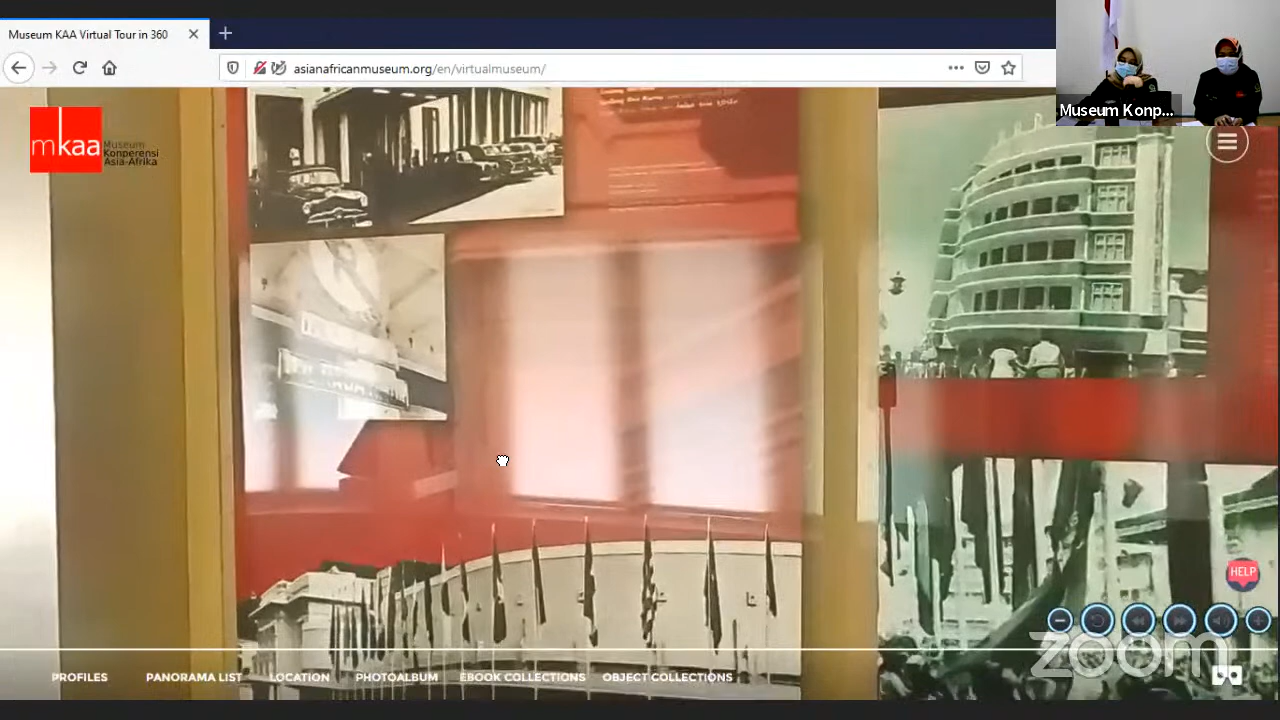 Museum KAA Virtual Tour in 360
asianafricanmuseum.org/en/virtualmuseum/
Museum Konp...
mkaa
Museum
Konperensi
Asia-Afrika
HELP
zoom
PROFILES
PANORAMA LIST
LOCATION
PHOTOALBUM
EBOOK COLLECTIONS
OBJECT COLLECTIONS